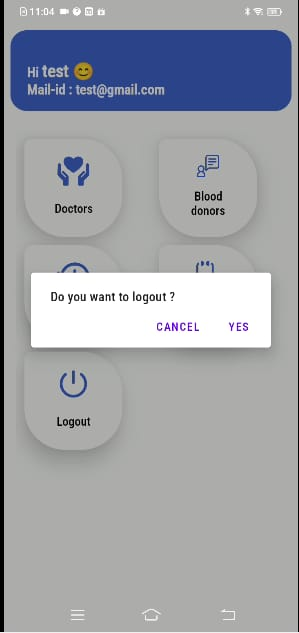 11:04
Hi test 😊
Mail-id : test@gmail.com
Doctors
Blood
donors
Do you want to logout ?
CANCEL YES
Logout